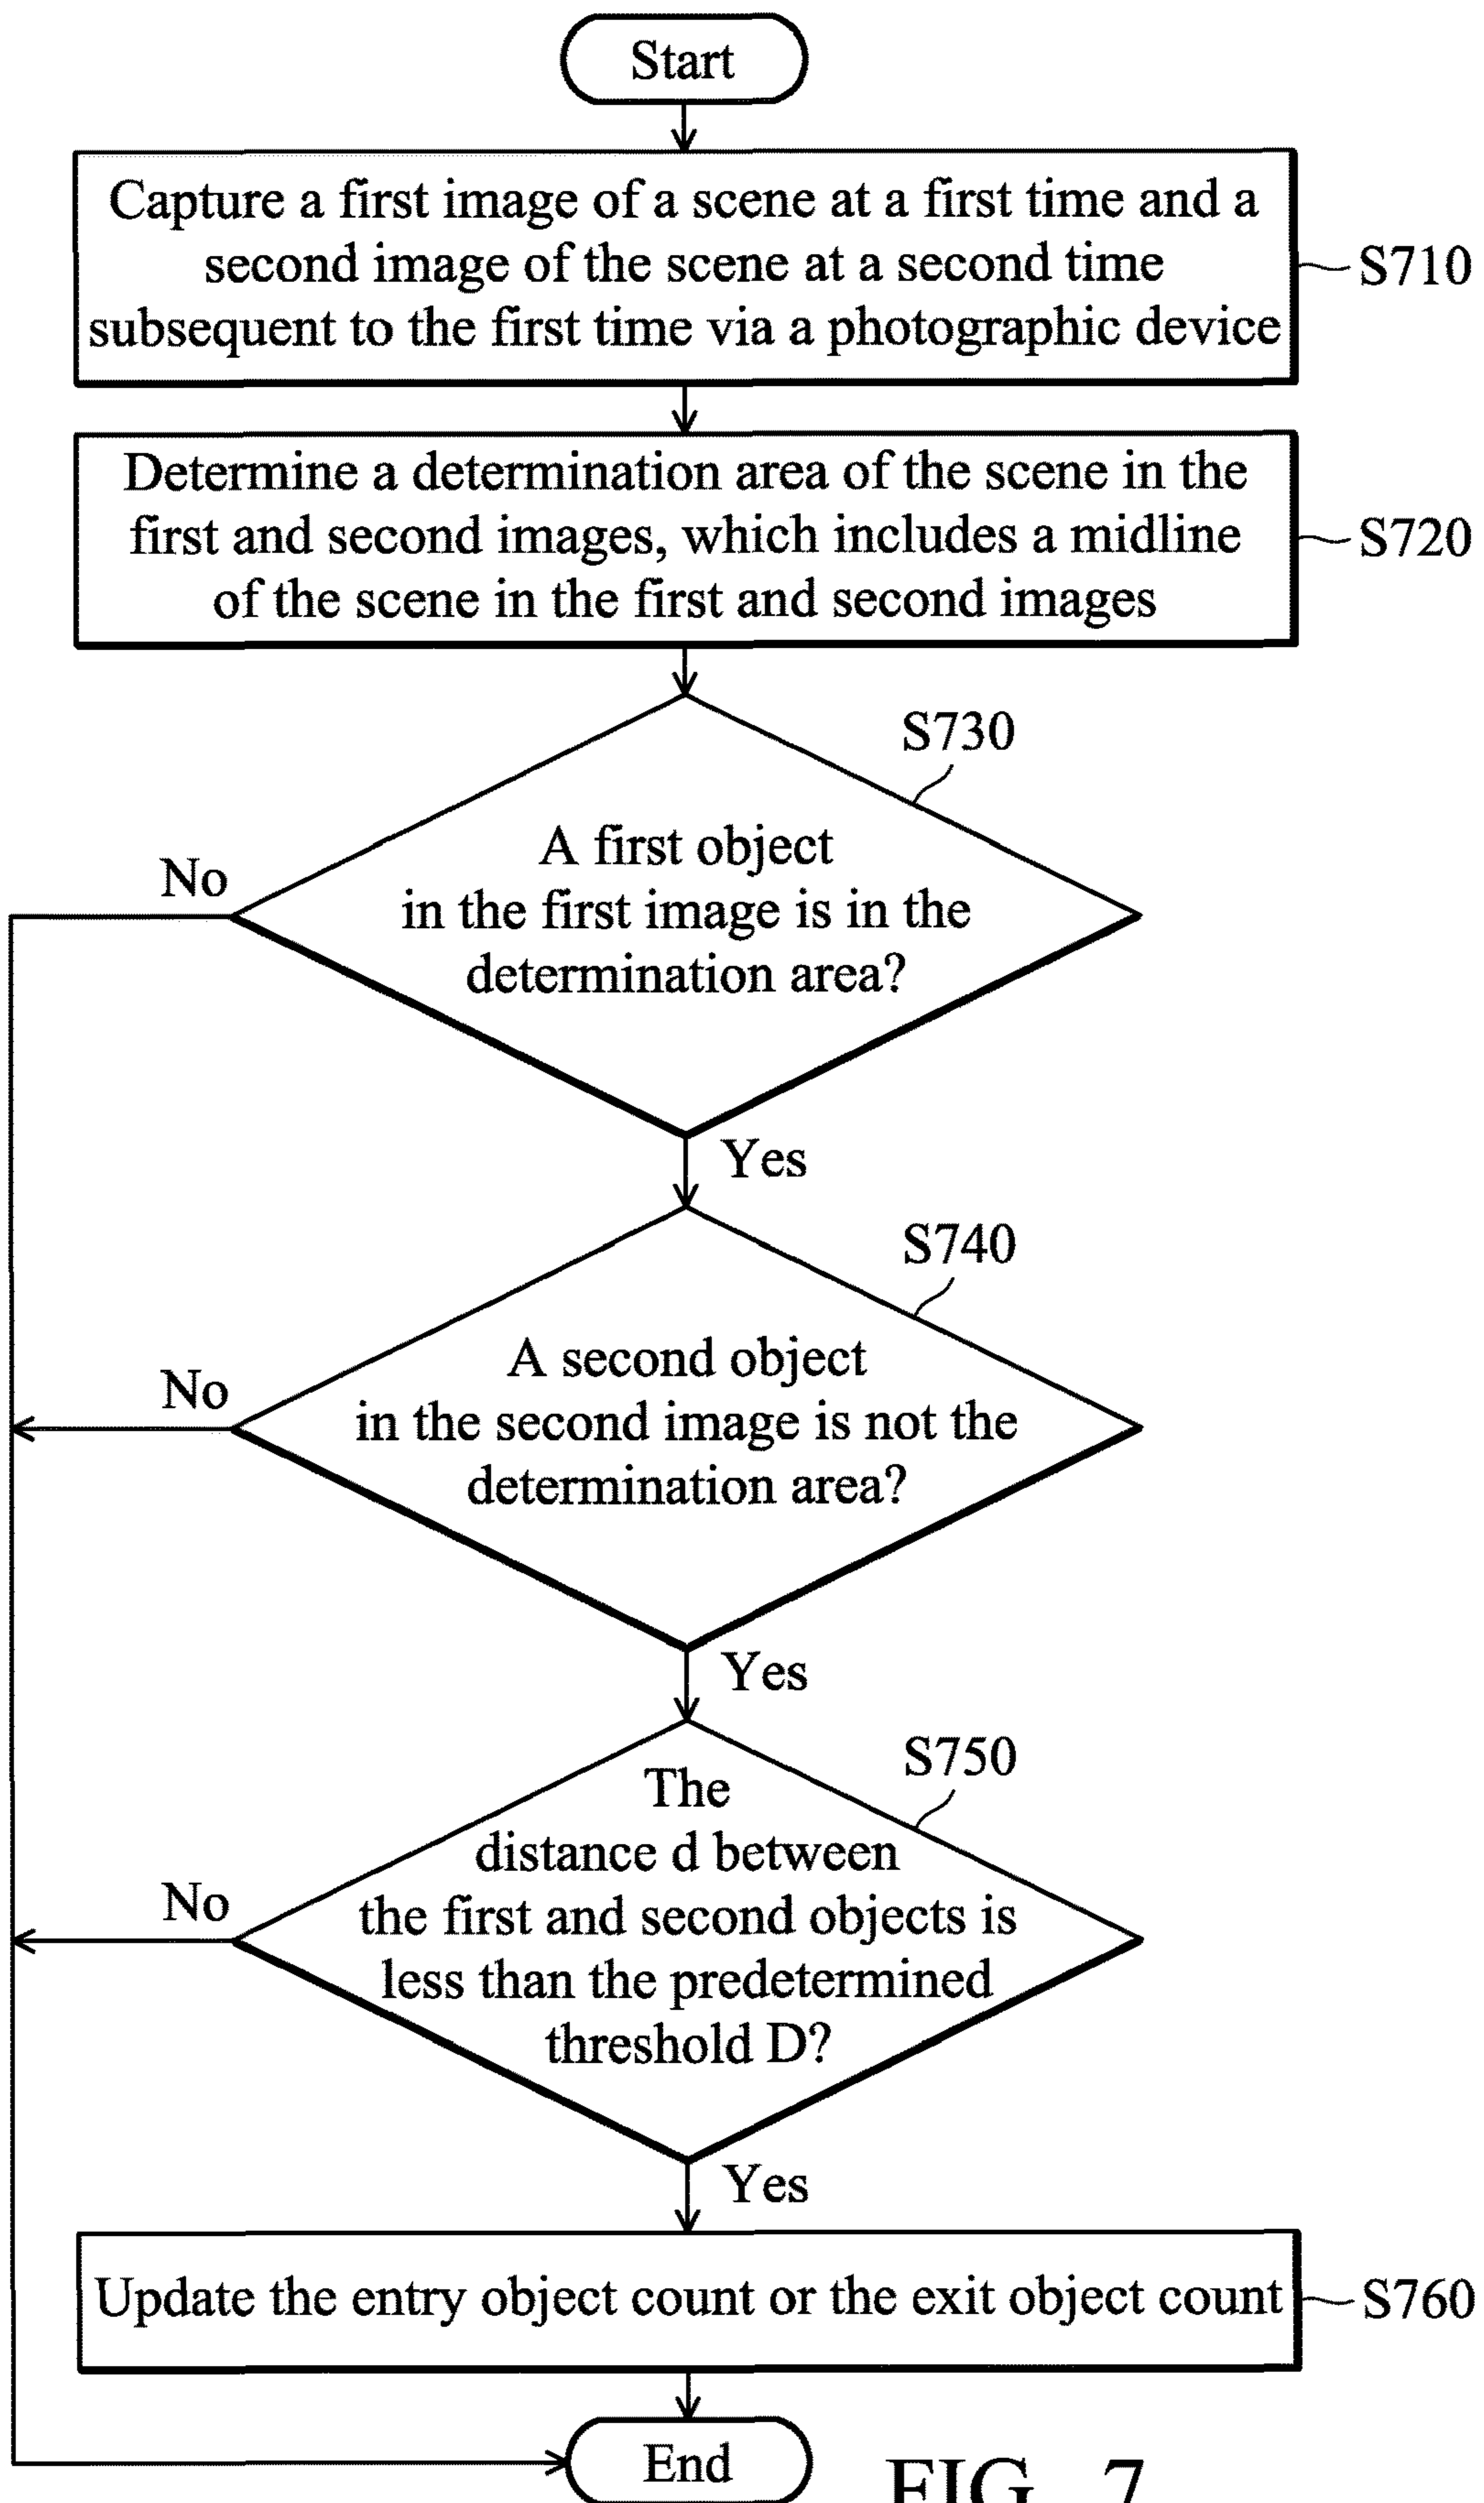 Start
Capture a first image of a scene at a first time and a
second image of the scene at a second time
subsequent to the first time via a photographic device
S710
Determine a determination area of the scene in the
first and second images, which includes a midline
of the scene in the first and second images
S720
S730
A first object
in the first image is in the
determination area?
No
Yes
S740
A second object
in the second image is not the
determination area?
No
Yes
S750
The
distance d between
the first and second objects is
less than the predetermined
threshold D?
No
Yes
Update the entry object count or the exit object count
S760
End
FIG. 7